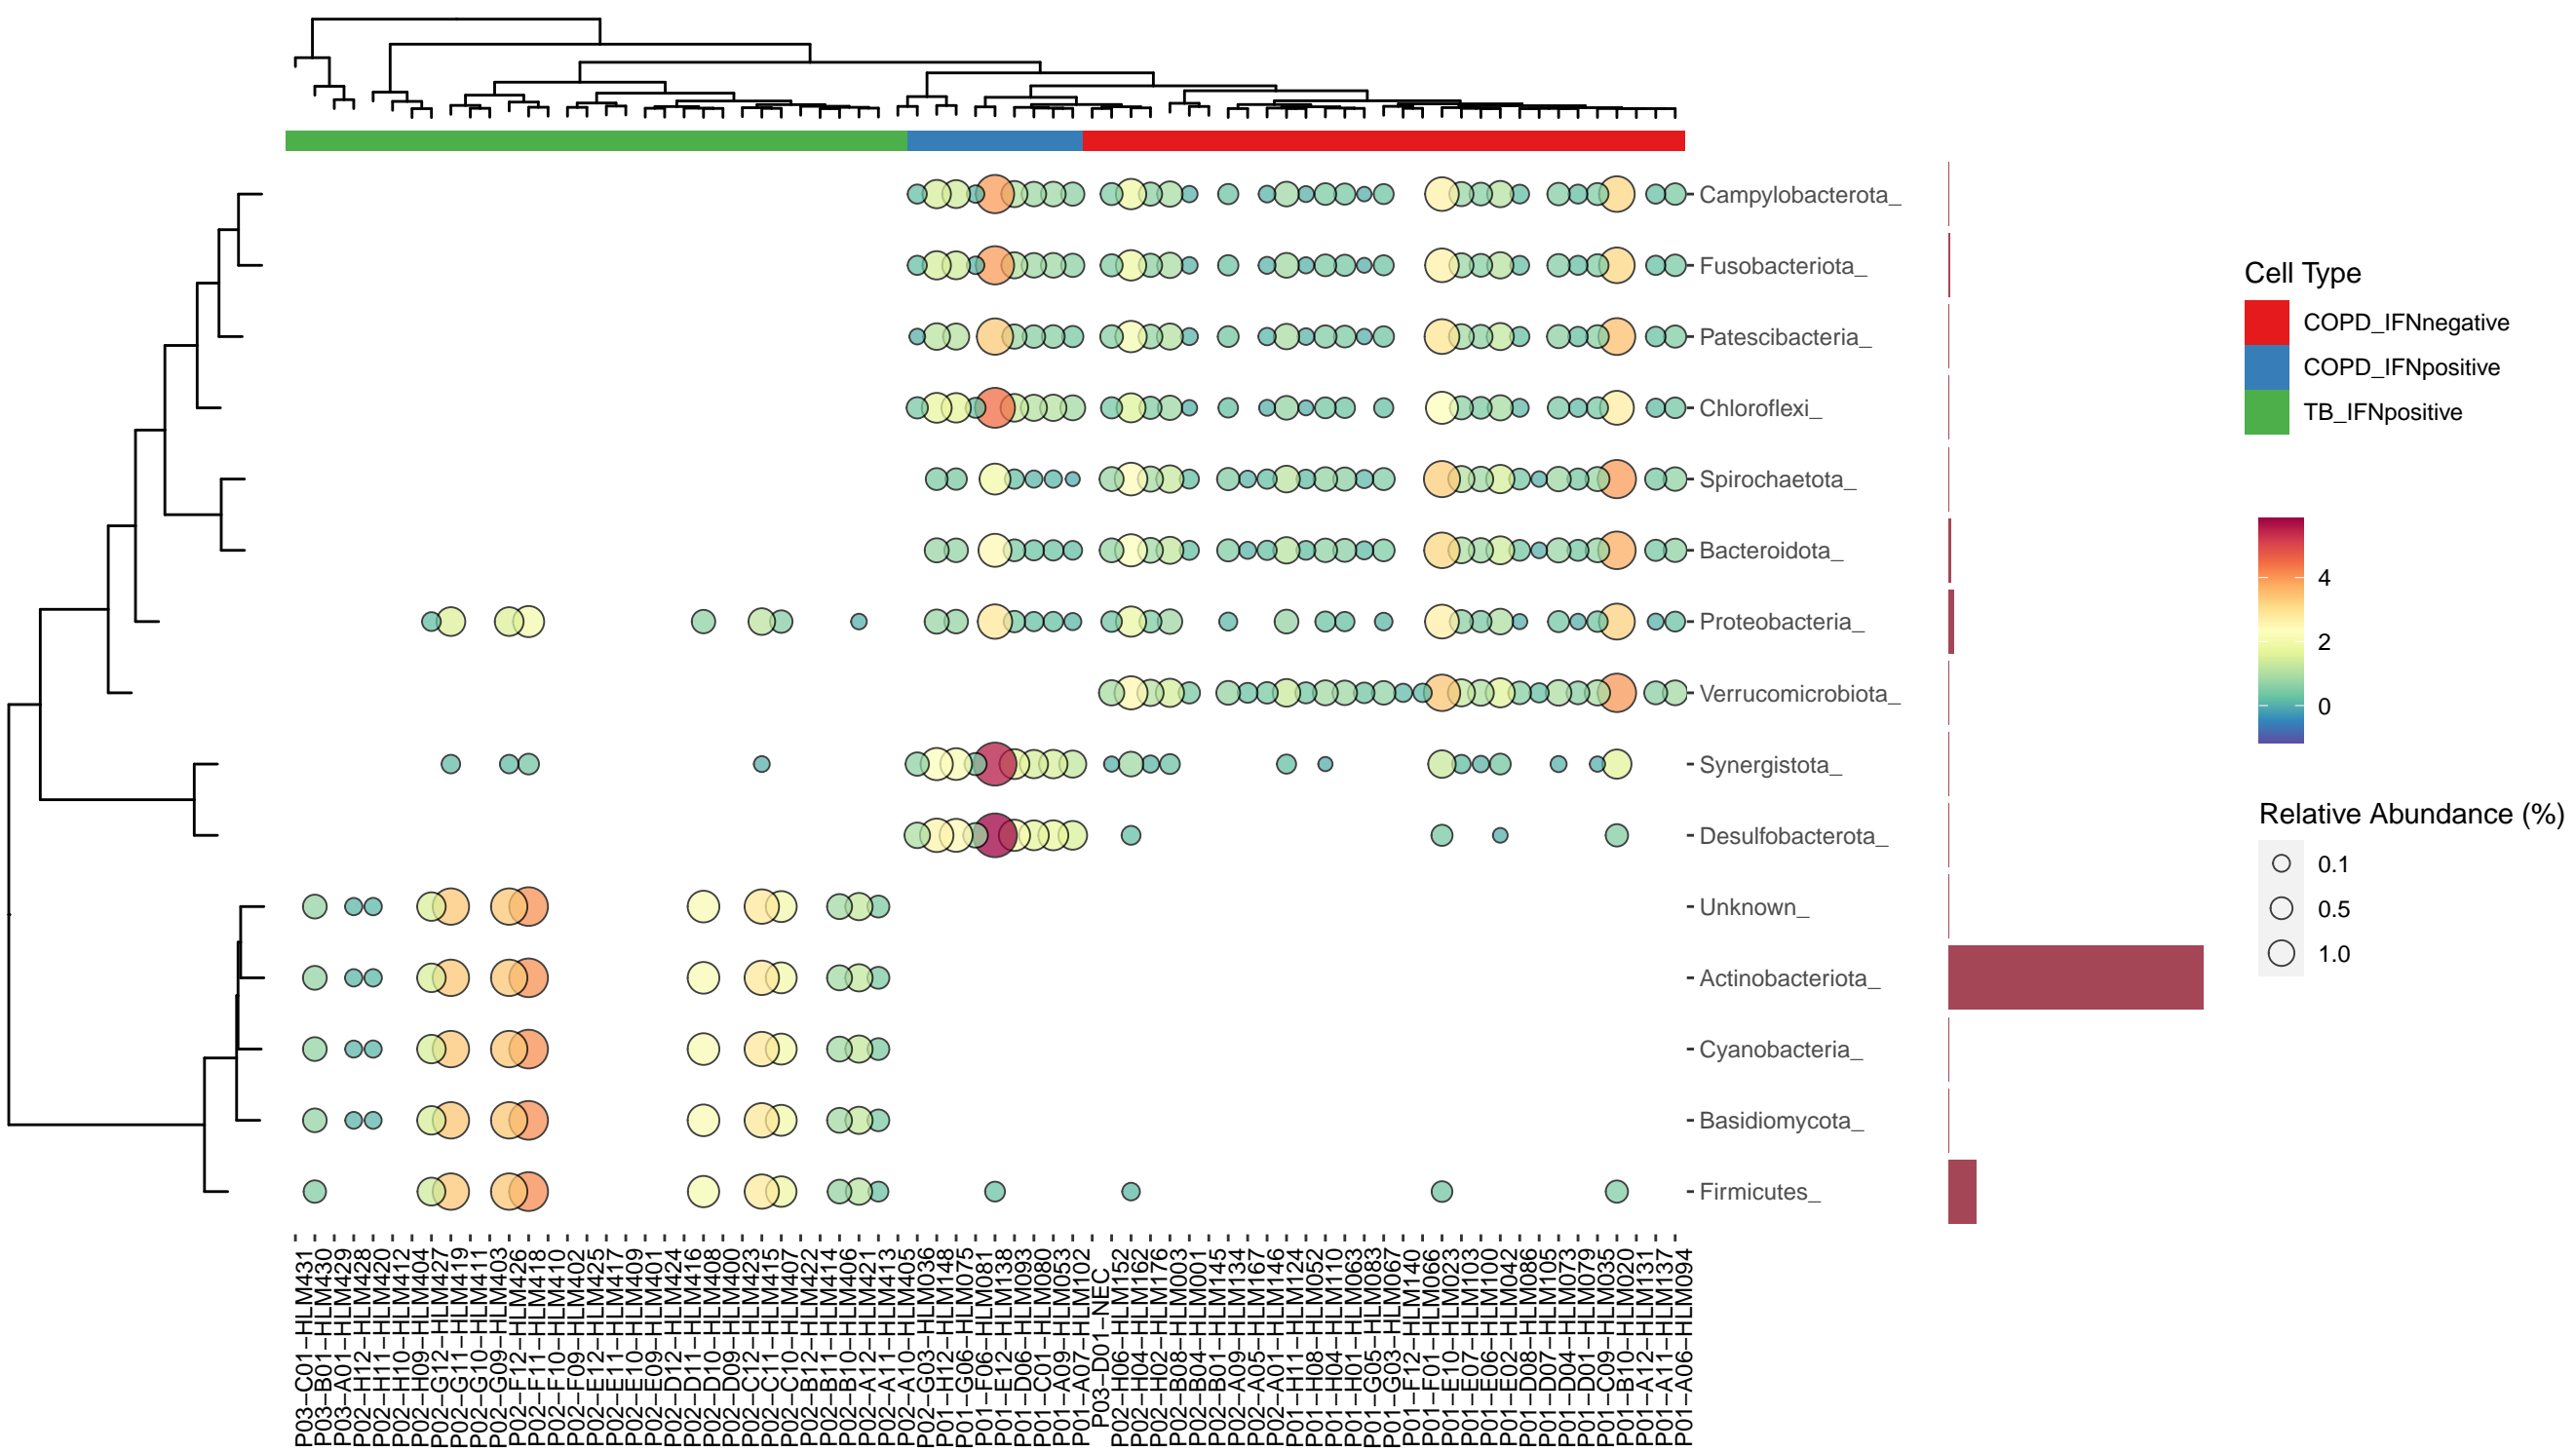 Campylobacterota_
Fusobacteriota_
Patescibacteria_
Chloroflexi_
Spirochaetota_
Bacteroidota_
Proteobacteria_
Verrucomicrobiota_
Synergistota_
Desulfobacterota_
Unknown_
Actinobacteriota_
Cyanobacteria_
Basidiomycota_
Firmicutes_
P03−C01−HLM431
P03−B01−HLM430
P03−A01−HLM429
P02−H12−HLM428
P02−H11−HLM420
P02−H10−HLM412
P02−H09−HLM404
P02−G12−HLM427
P02−G11−HLM419
P02−G10−HLM411
P02−G09−HLM403
P02−F12−HLM426
P02−F11−HLM418
P02−F10−HLM410
P02−F09−HLM402
P02−E12−HLM425
P02−E11−HLM417
P02−E10−HLM409
P02−E09−HLM401
P02−D12−HLM424
P02−D11−HLM416
P02−D10−HLM408
P02−D09−HLM400
P02−C12−HLM423
P02−C11−HLM415
P02−C10−HLM407
P02−B12−HLM422
P02−B11−HLM414
P02−B10−HLM406
P02−A12−HLM421
P02−A11−HLM413
P02−A10−HLM405
P02−G03−HLM036
P01−H12−HLM148
P01−G06−HLM075
P01−F06−HLM081
P01−E12−HLM138
P01−D06−HLM093
P01−C01−HLM080
P01−A09−HLM053
P01−A07−HLM102
P03−D01−NEC
P02−H06−HLM152
P02−H04−HLM162
P02−H02−HLM176
P02−B08−HLM003
P02−B04−HLM001
P02−B01−HLM145
P02−A09−HLM134
P02−A05−HLM167
P02−A01−HLM146
P01−H11−HLM124
P01−H08−HLM052
P01−H04−HLM110
P01−H01−HLM063
P01−G05−HLM083
P01−G03−HLM067
P01−F12−HLM140
P01−F01−HLM066
P01−E10−HLM023
P01−E07−HLM103
P01−E06−HLM100
P01−E02−HLM042
P01−D08−HLM086
P01−D07−HLM105
P01−D04−HLM073
P01−D01−HLM079
P01−C09−HLM035
P01−B10−HLM020
P01−A12−HLM131
P01−A11−HLM137
P01−A06−HLM094
Cell Type
COPD_IFNnegative
COPD_IFNpositive
TB_IFNpositive
4
2
0
Relative Abundance (%)
0.1
0.5
1.0